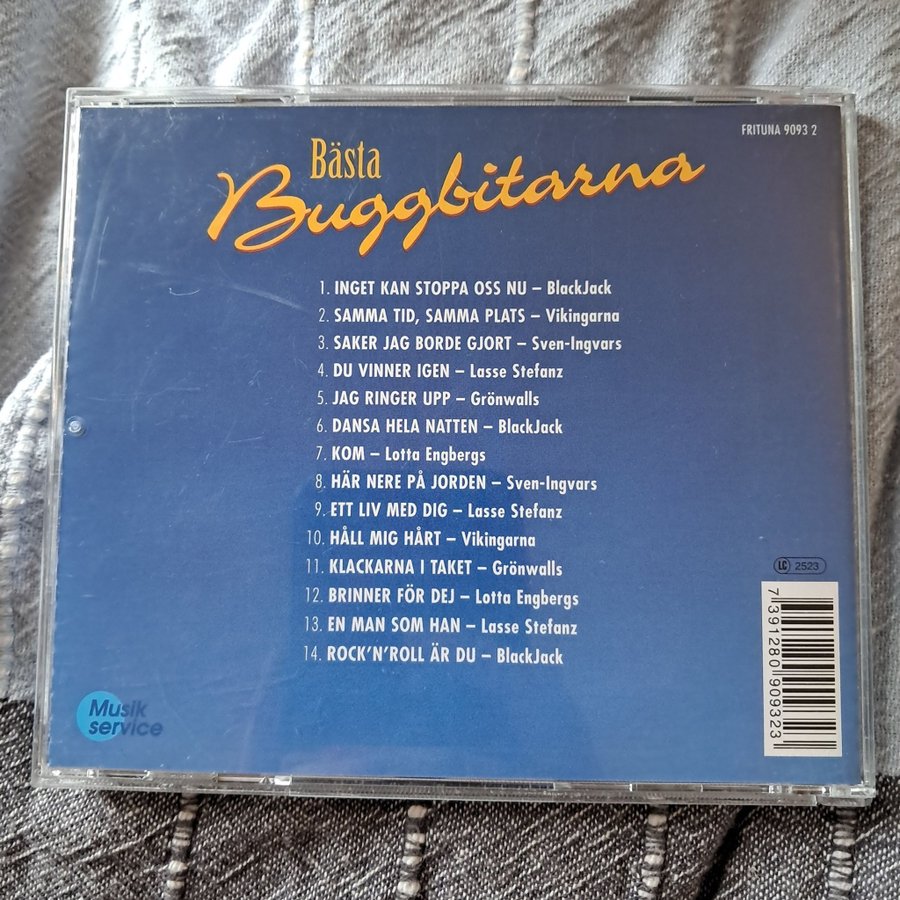 FRITUNA 9093 2
Bästa
Buggbitarna
1. INGET KAN STOPPA OSS NU – BlackJack
2. SAMMA TID, SAMMA PLATS – Vikingarna
3. SAKER JAG BORDE GJORT – Sven-Ingvars
4. DU VINNER IGEN – Lasse Stefanz
5. JAG RINGER UPP – Grönwalls
6. DANSA HELA NATTEN – BlackJack
7. KOM – Lotta Engbergs
8. HÄR NERE PÅ JORDEN – Sven-Ingvars
9. ETT LIV MED DIG – Lasse Stefanz
10. HÅLL MIG HÅRT – Vikingarna
11. KLACKARNA I TAKET – Grönwalls
12. BRINNER FÖR DEJ – Lotta Engbergs
13. EN MAN SOM HAN – Lasse Stefanz
14. ROCK'N'ROLL ÄR DU – BlackJack
LC 2523
7 391280 909323
Musik
service